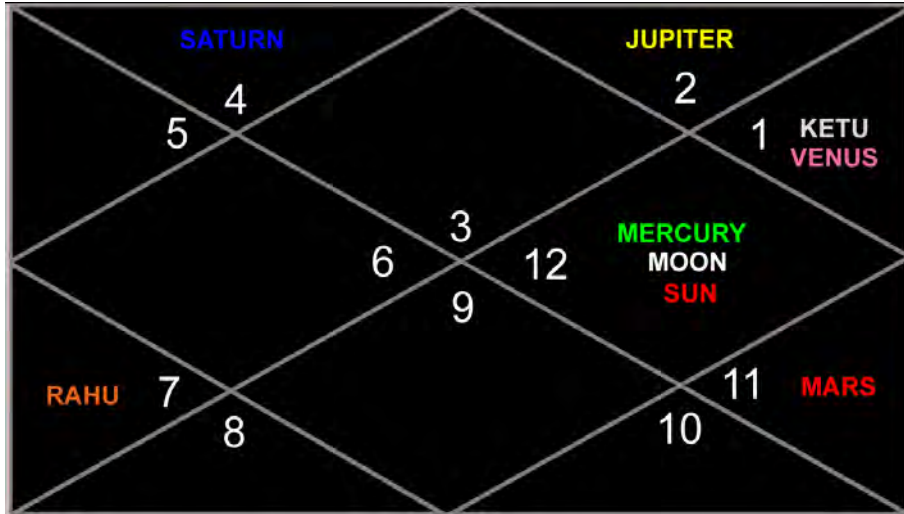 SATURN
JUPITER
4
2
5
1
KETU
VENUS
3
6
12
MERCURY
MOON
SUN
9
RAHU
7
11
MARS
8
10